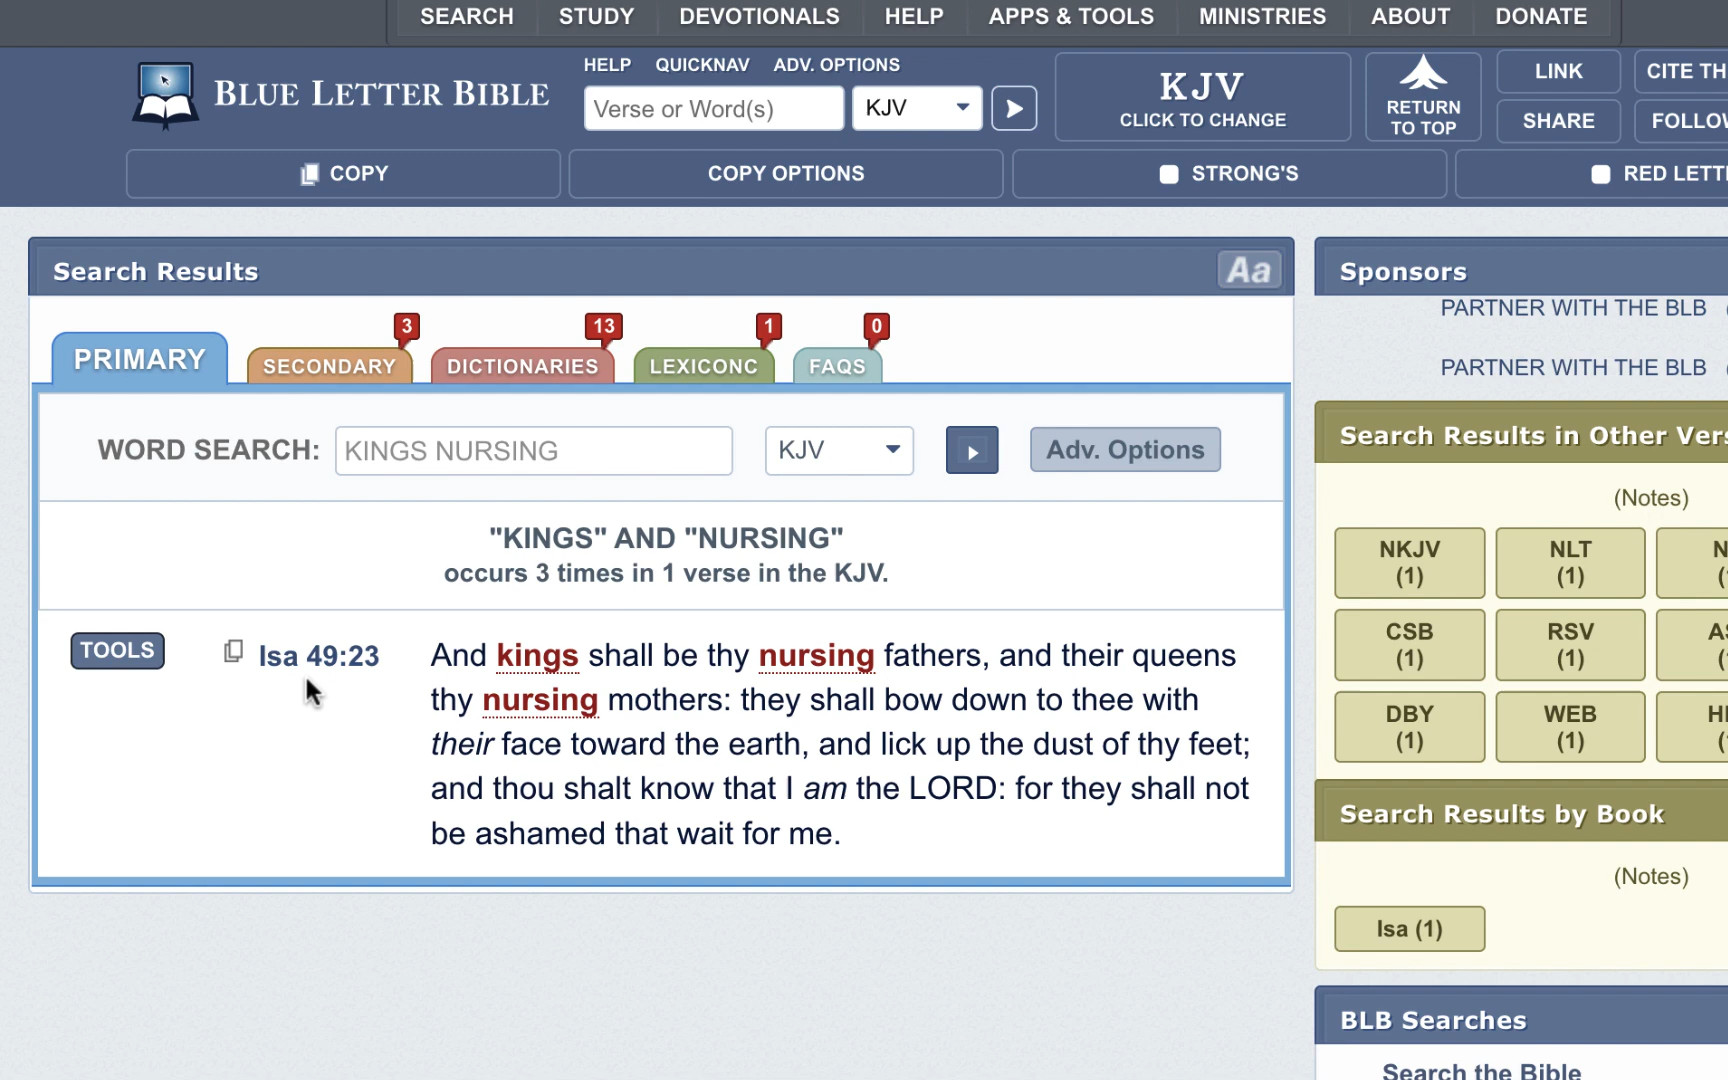 SEARCH STUDY DEVOTIONALS HELP APPS & TOOLS MINISTRIES ABOUT DONATE
BLUE LETTER BIBLE
HELP QUICKNAV ADV. OPTIONS
Verse or Word(s) KJV
KJV
CLICK TO CHANGE
RETURN
TO TOP
LINK
SHARE
CITE TH
FOLLOW
COPY COPY OPTIONS STRONG'S RED LETT
Search Results Aa
PRIMARY SECONDARY 3 DICTIONARIES 13 LEXICONC 1 FAQS 0
WORD SEARCH: KINGS NURSING KJV Adv. Options
"KINGS" AND "NURSING"
occurs 3 times in 1 verse in the KJV.
TOOLS Isa 49:23 And kings shall be thy nursing fathers, and their queens
thy nursing mothers: they shall bow down to thee with
their face toward the earth, and lick up the dust of thy feet;
and thou shalt know that I am the LORD: for they shall not
be ashamed that wait for me.
Sponsors
PARTNER WITH THE BLB
PARTNER WITH THE BLB
Search Results in Other Vers
(Notes)
NKJV
(1)
NLT
(1)
CSB
(1)
RSV
(1)
DBY
(1)
WEB
(1)
Search Results by Book
(Notes)
Isa (1)
BLB Searches
Search the Bible